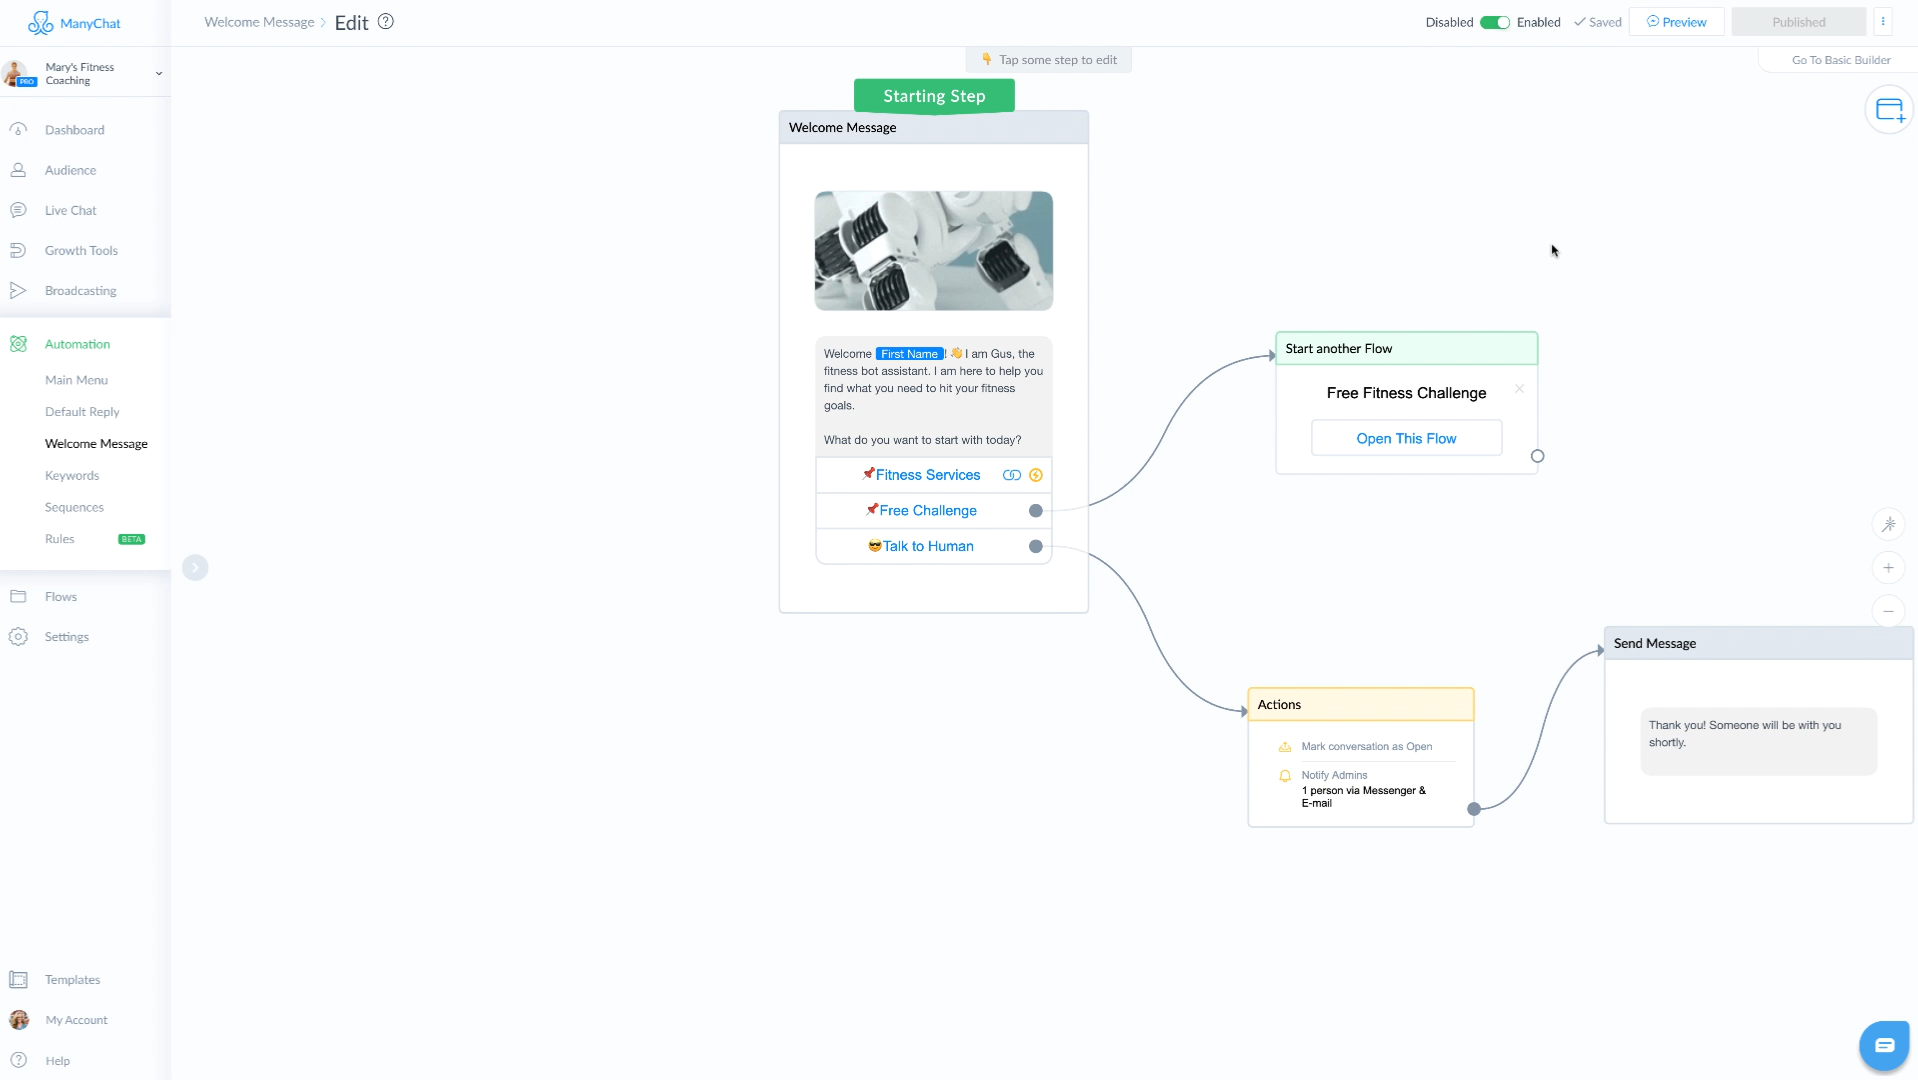 ManyChat
Welcome Message
Edit
Disabled
Enabled
Saved
Preview
Published
Mary's Fitness
Coaching
PRO
👇 Tap some step to edit
Go To Basic Builder
Dashboard
Audience
Live Chat
Growth Tools
Broadcasting
Automation
Main Menu
Default Reply
Welcome Message
Keywords
Sequences
Rules
BETA
Flows
Settings
Templates
My Account
Help
Starting Step
Welcome Message
Welcome First Name! 👋 I am Gus, the
fitness bot assistant. I am here to help you
find what you need to hit your fitness
goals.
What do you want to start with today?
📌Fitness Services
📌Free Challenge
😎Talk to Human
Start another Flow
Free Fitness Challenge
Open This Flow
Actions
Mark conversation as Open
Notify Admins
1 person via Messenger &
E-mail
Send Message
Thank you! Someone will be with you
shortly.